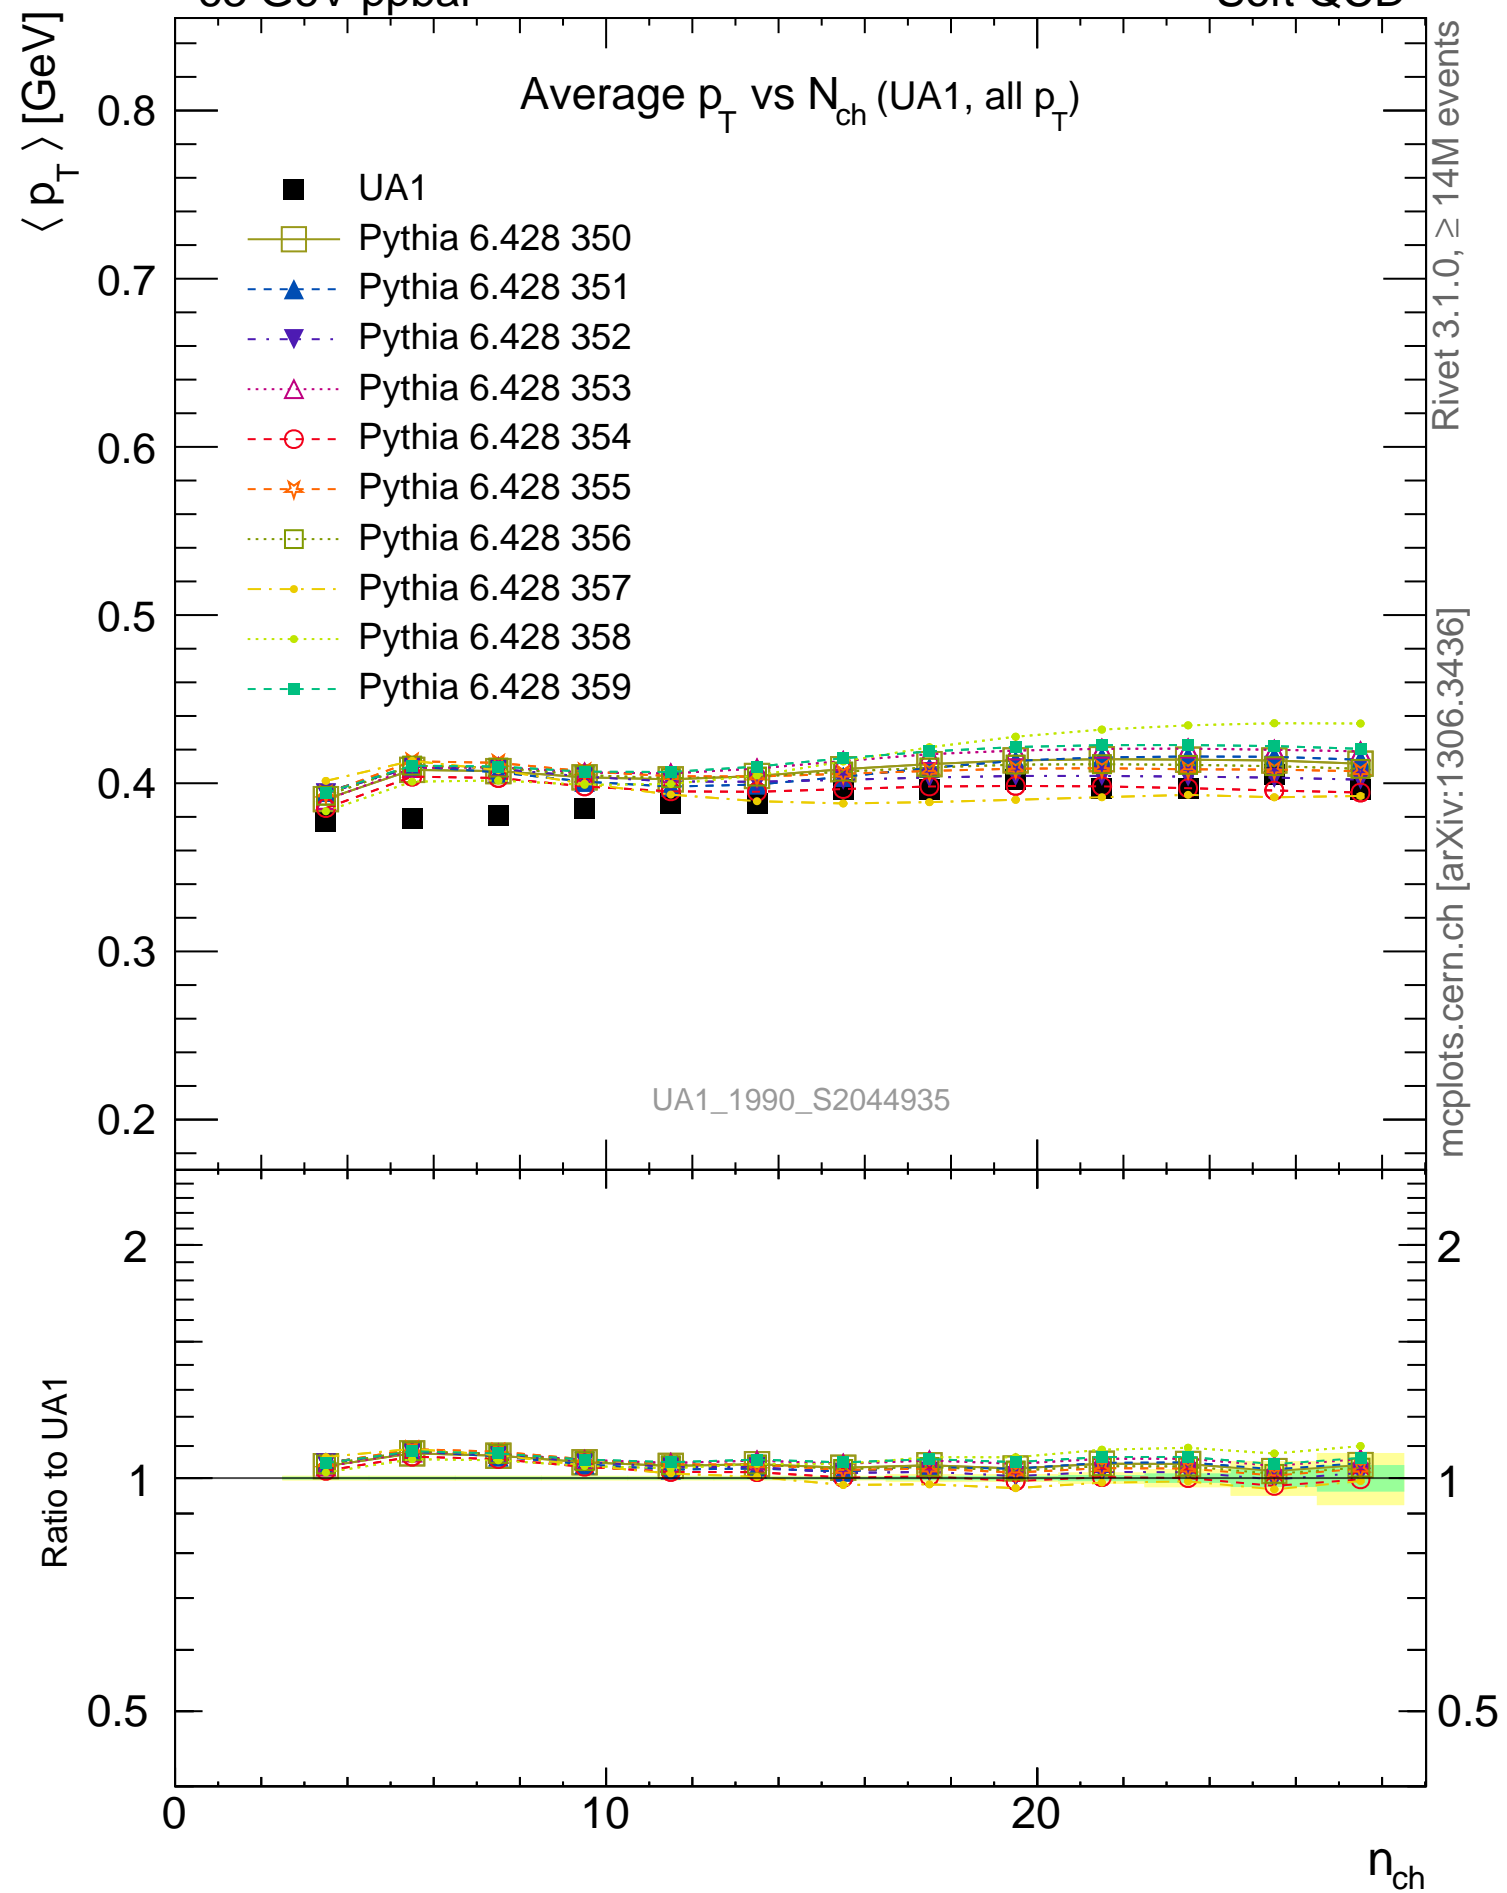 Average p_T vs N_ch (UA1, all p_T)
⟨ p_T ⟩ [GeV]
0.8
0.7
0.6
0.5
0.4
0.3
0.2
UA1
Pythia 6.428 350
Pythia 6.428 351
Pythia 6.428 352
Pythia 6.428 353
Pythia 6.428 354
Pythia 6.428 355
Pythia 6.428 356
Pythia 6.428 357
Pythia 6.428 358
Pythia 6.428 359
UA1_1990_S2044935
Rivet 3.1.0, ≥ 14M events
mcplots.cern.ch [arXiv:1306.3436]
Ratio to UA1
2
1
0.5
2
1
0.5
0
10
20
n_ch